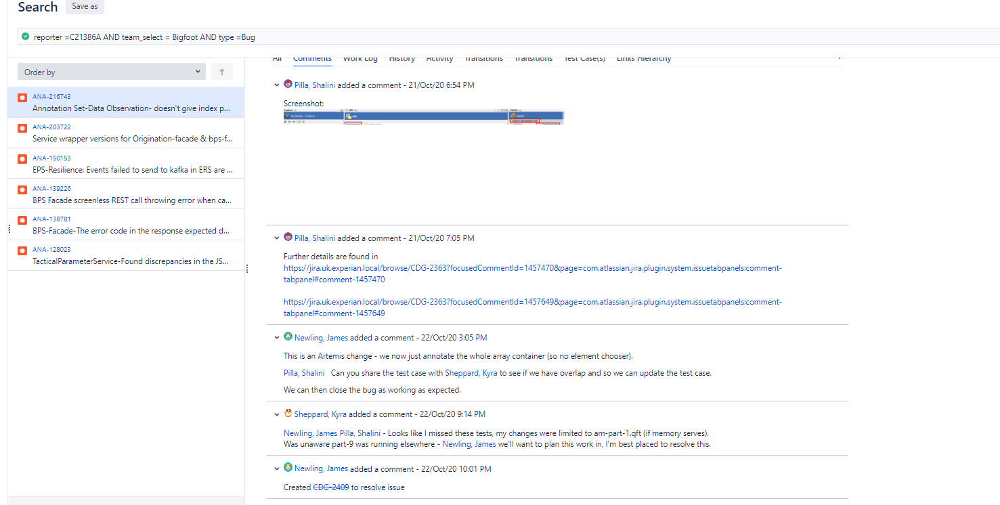 Search
Save as
reporter =C21386A AND team_select = Bigfoot AND type =Bug
Order by
ANA-216743
Annotation Set-Data Observation- doesn't give index p...
ANA-203722
Service wrapper versions for Origination-facade & bps-f...
ANA-150153
EPS-Resilience: Events failed to send to kafka in ERS are ...
ANA-139226
BPS Facade screenless REST call throwing error when ca...
ANA-138781
BPS-Facade-The error code in the response expected d...
ANA-128023
TacticalParameterService-Found discrepancies in the JS...
All Comments Work Log History Activity Transitions Transitions Test Case(s) Links Hierarchy
Pilla, Shalini added a comment - 21/Oct/20 6:54 PM
Screenshot:
Pilla, Shalini added a comment - 21/Oct/20 7:05 PM
Further details are found in
https://jira.uk.experian.local/browse/CDG-2363?focusedCommentId=1457470&page=com.atlassian.jira.plugin.system.issuetabpanels:comment-
tabpanel#comment-1457470
https://jira.uk.experian.local/browse/CDG-2363?focusedCommentId=1457649&page=com.atlassian.jira.plugin.system.issuetabpanels:comment-
tabpanel#comment-1457649
Newling, James added a comment - 22/Oct/20 3:05 PM
This is an Artemis change - we now just annotate the whole array container (so no element chooser).
Pilla, Shalini Can you share the test case with Sheppard, Kyra to see if we have overlap and so we can update the test case.
We can then close the bug as working as expected.
Sheppard, Kyra added a comment - 22/Oct/20 9:14 PM
Newling, James Pilla, Shalini - Looks like I missed these tests, my changes were limited to am-part-1.qft (if memory serves).
Was unaware part-9 was running elsewhere - Newling, James we'll want to plan this work in, I'm best placed to resolve this.
Newling, James added a comment - 22/Oct/20 10:01 PM
Created CDG-2409 to resolve issue